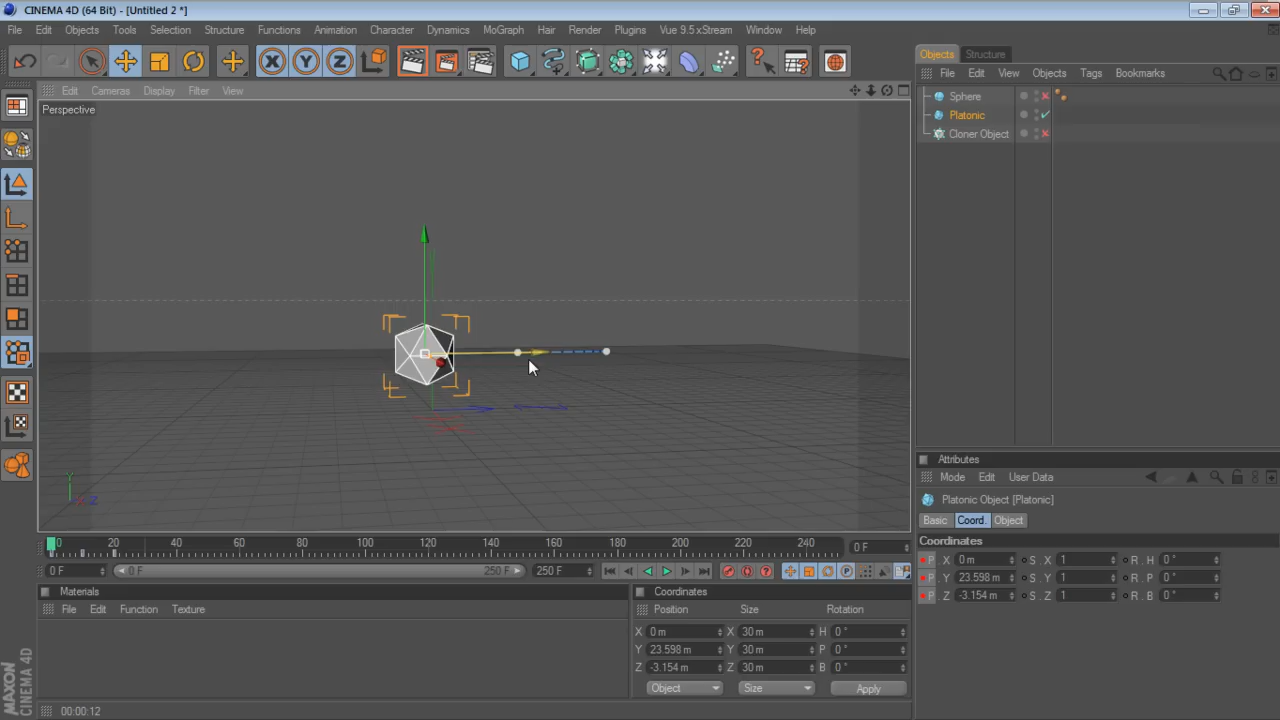 CINEMA 4D (64 Bit) - [Untitled 2 *]
File Edit Objects Tools Selection Structure Functions Animation Character Dynamics MoGraph Hair Render Plugins Vue 9.5 xStream Window Help
X Y Z
Edit Cameras Display Filter View
Perspective
Y
X Z
Objects Structure
File Edit View Objects Tags Bookmarks
Sphere
Platonic
Cloner Object
Attributes
Mode Edit User Data
Platonic Object [Platonic]
Basic Coord. Object
Coordinates
P . X 0 m S . X 1 R . H 0 °
P . Y 23.598 m S . Y 1 R . P 0 °
P . Z -3.154 m S . Z 1 R . B 0 °
0 20 40 60 80 100 120 140 160 180 200 220 240 0 F
0 F 0 F 250 F 250 F
Materials
File Edit Function Texture
Coordinates
Position Size Rotation
X 0 m X 30 m H 0 °
Y 23.598 m Y 30 m P 0 °
Z -3.154 m Z 30 m B 0 °
Object Size Apply
MAXON
CINEMA 4D
00:00:12